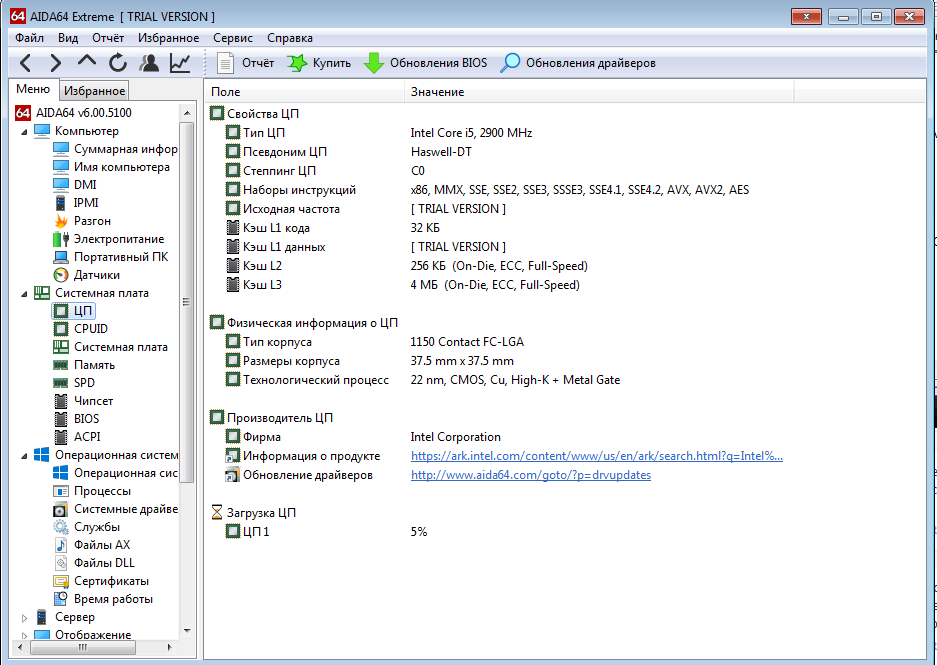 64 AIDA64 Extreme [ TRIAL VERSION ]
Файл Вид Отчёт Избранное Сервис Справка
Отчёт Купить Обновления BIOS Обновления драйверов
Меню Избранное
Поле Значение
64 AIDA64 v6.00.5100
Компьютер
Суммарная инфор
Имя компьютера
DMI
IPMI
Разгон
Электропитание
Портативный ПК
Датчики
Системная плата
ЦП
CPUID
Системная плата
Память
SPD
Чипсет
BIOS
ACPI
Операционная систем
Операционная сис
Процессы
Системные драйве
Службы
Файлы AX
Файлы DLL
Сертификаты
Время работы
Сервер
Отображение
Свойства ЦП
Тип ЦП Intel Core i5, 2900 MHz
Псевдоним ЦП Haswell-DT
Степпинг ЦП C0
Наборы инструкций x86, MMX, SSE, SSE2, SSE3, SSSE3, SSE4.1, SSE4.2, AVX, AVX2, AES
Исходная частота [ TRIAL VERSION ]
Кэш L1 кода 32 КБ
Кэш L1 данных [ TRIAL VERSION ]
Кэш L2 256 КБ (On-Die, ECC, Full-Speed)
Кэш L3 4 МБ (On-Die, ECC, Full-Speed)
Физическая информация о ЦП
Тип корпуса 1150 Contact FC-LGA
Размеры корпуса 37.5 mm x 37.5 mm
Технологический процесс 22 nm, CMOS, Cu, High-K + Metal Gate
Производитель ЦП
Фирма Intel Corporation
Информация о продукте https://ark.intel.com/content/www/us/en/ark/search.html?q=Intel%...
Обновление драйверов http://www.aida64.com/goto/?p=drvupdates
Загрузка ЦП
ЦП 1 5%